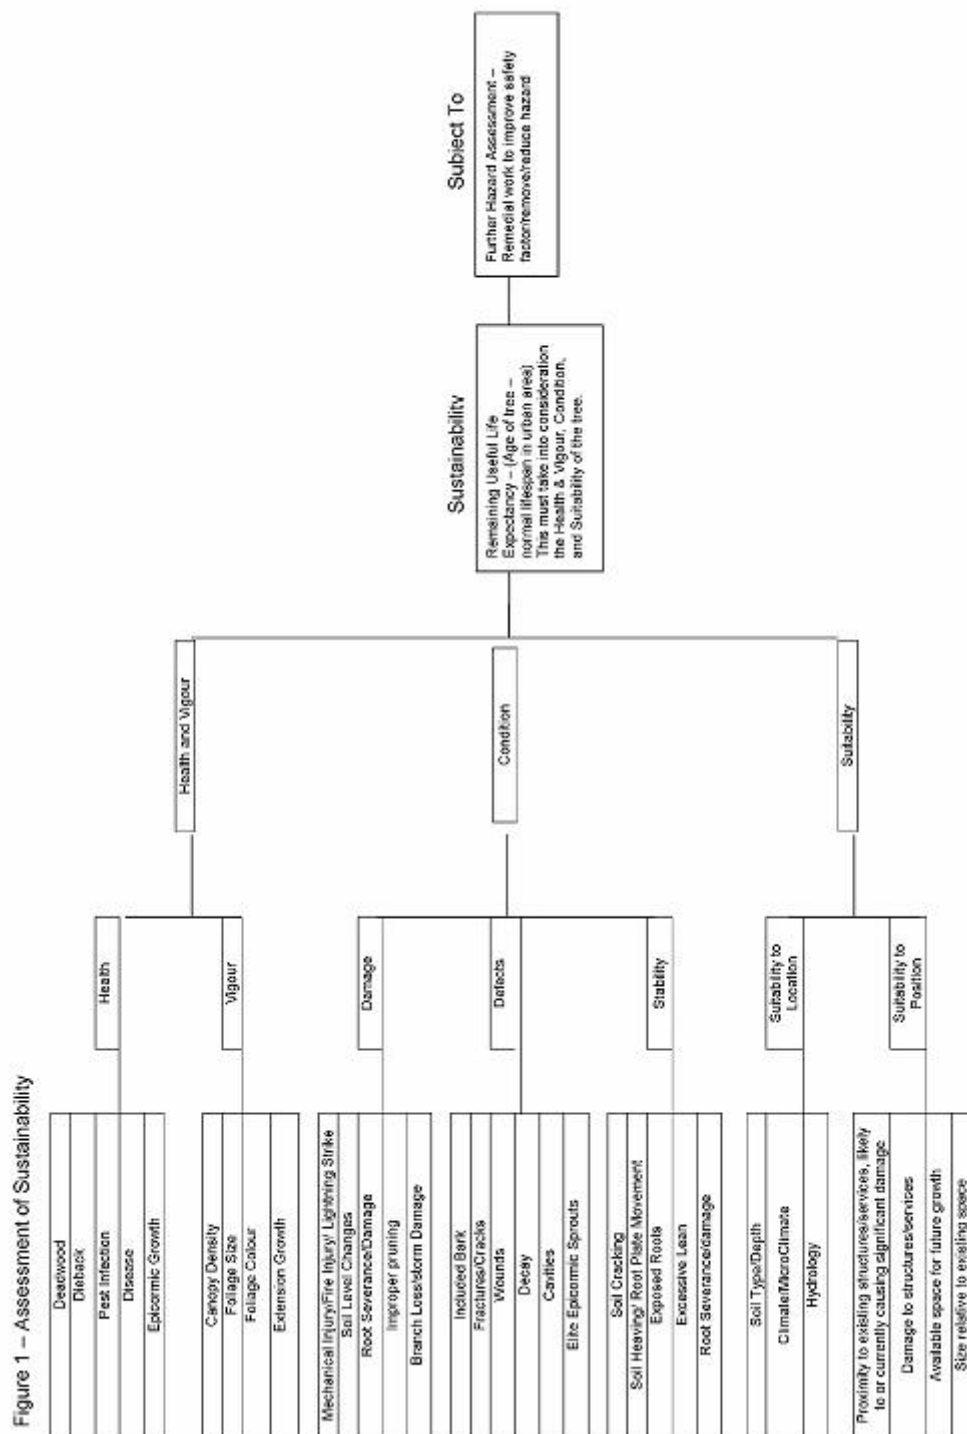 Figure 1 – Assessment of Sustainability
Deadwood
Dieback
Pest Infection
Disease
Epicormic Growth
Health
Canopy Density
Foliage Size
Foliage Colour
Extension Growth
Vigour
Health and Vigour
Mechanical Injury/Fire Injury/ Lightning Strike
Soil Level Changes
Root Severance/Damage
Improper pruning
Branch Loss/storm Damage
Damage
Included Bark
Fractures/Cracks
Wounds
Decay
Cavities
Elite Epicormic Sprouts
Defects
Soil Cracking
Soil Heaving/ Root Plate Movement
Exposed Roots
Excessive Lean
Root Severance/damage
Stability
Condition
Soil Type/Depth
Climate/MicroClimate
Hydrology
Suitability to
Location
Proximity to existing structures/services, likely
to or currently causing significant damage
Damage to structures/services
Available space for future growth
Size relative to existing space
Suitability to
Position
Suitability
Sustainability
Remaining Useful Life
Expectancy – (Age of tree –
normal lifespan in urban area)
This must take into consideration
the Health & Vigour, Condition,
and Suitability of the tree.
Subject To
Further Hazard Assessment –
Remedial work to improve safety
factor/remove/reduce hazard